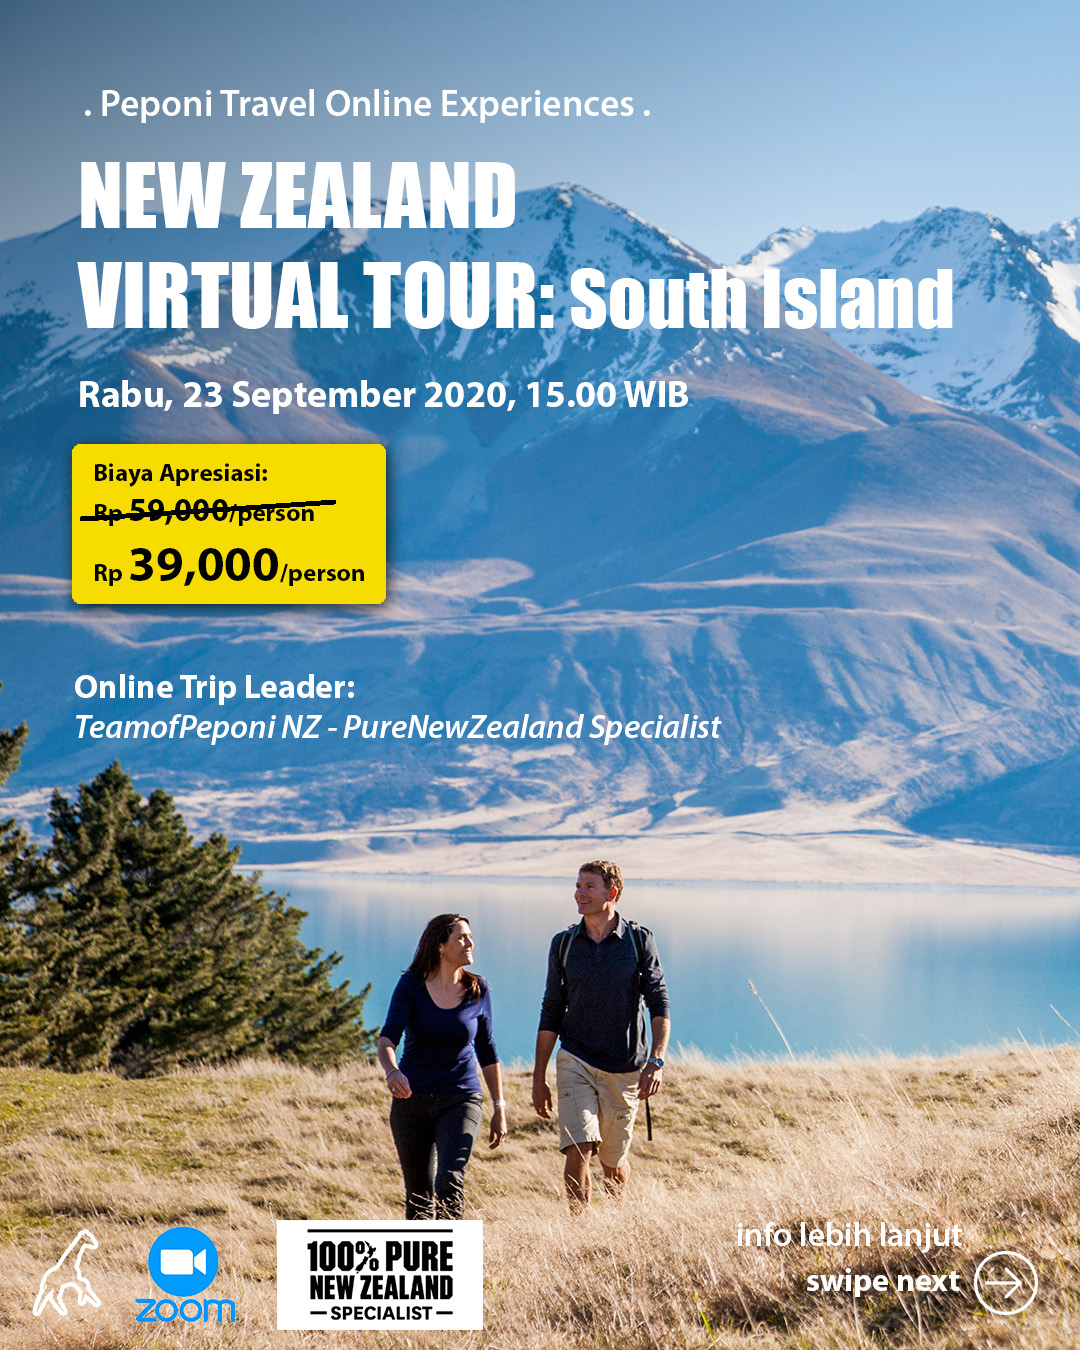 . Peponi Travel Online Experiences .
NEW ZEALAND
VIRTUAL TOUR: South Island
Rabu, 23 September 2020, 15.00 WIB
Biaya Apresiasi:
Rp 59,000/person
Rp 39,000/person
Online Trip Leader:
TeamofPeponi NZ - PureNewZealand Specialist
zoom
100% PURE
NEW ZEALAND
SPECIALIST
info lebih lanjut
swipe next